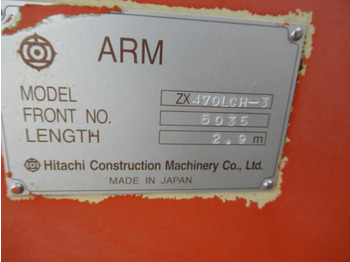 ARM
MODEL ZX470LCH-3
FRONT NO. 5035
LENGTH 2.9 m
Hitachi Construction Machinery Co., Ltd.
MADE IN JAPAN